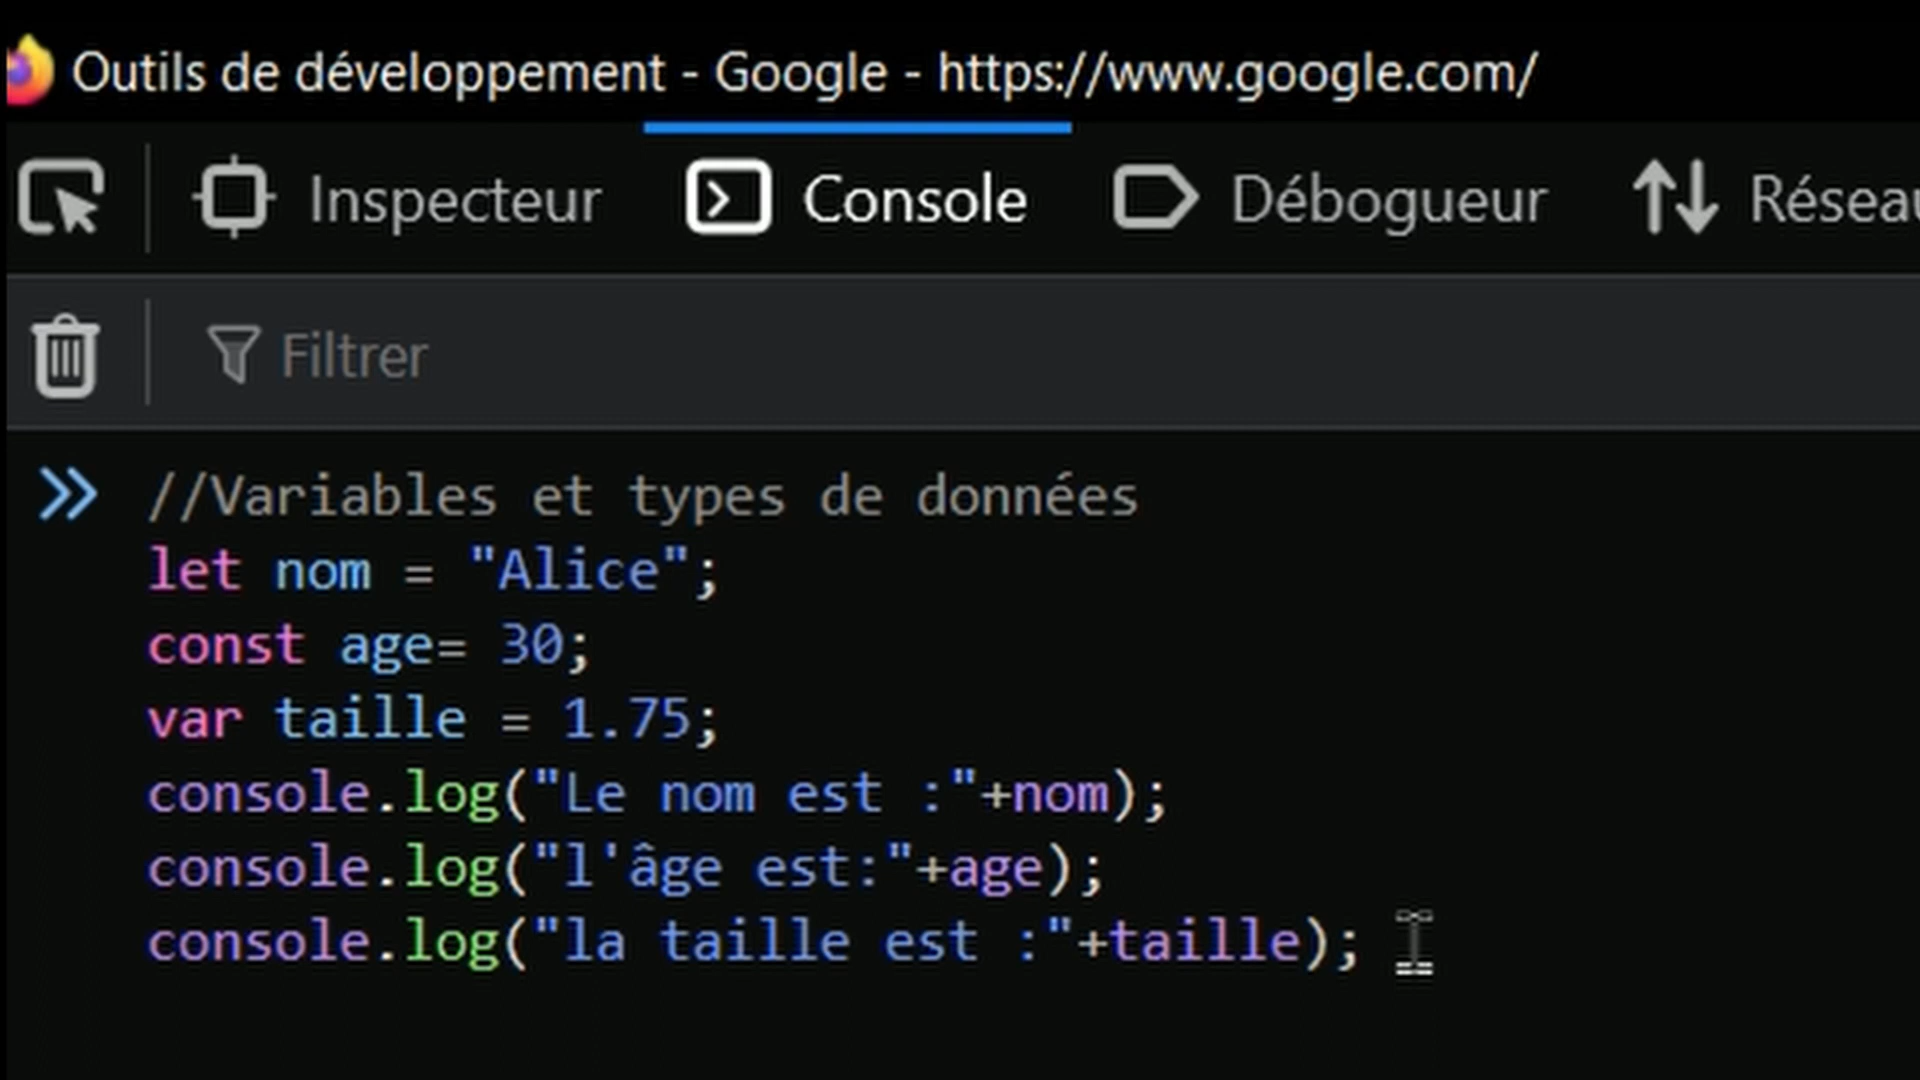 Outils de développement - Google - https://www.google.com/
Inspecteur Console Débogueur Réseau
Filtrer
//Variables et types de données
let nom = "Alice";
const age= 30;
var taille = 1.75;
console.log("Le nom est :"+nom);
console.log("l'âge est:"+age);
console.log("la taille est :"+taille);